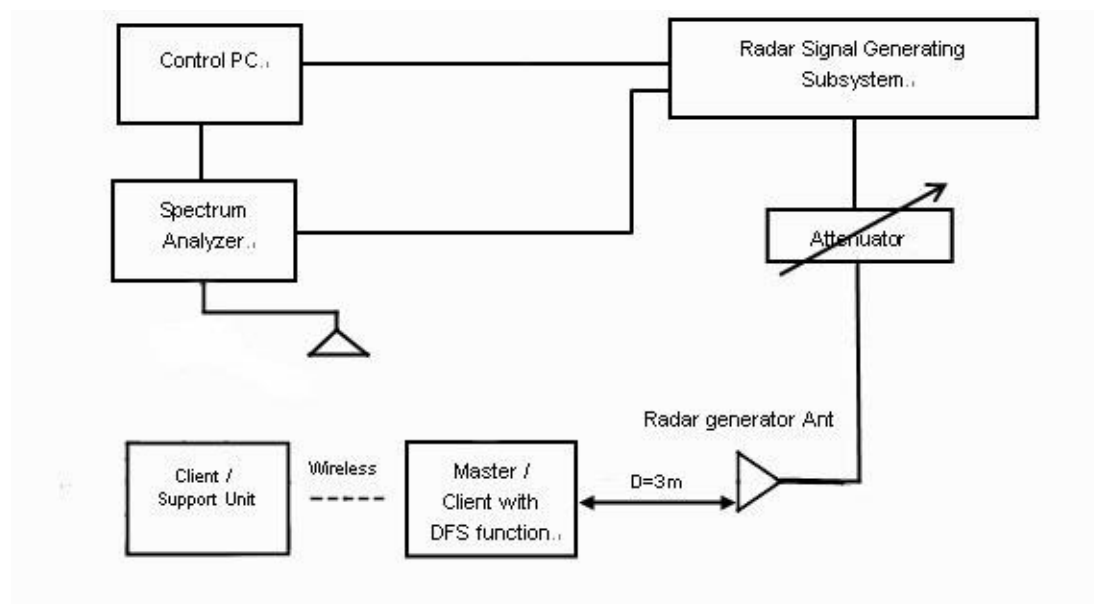 Control PC
Radar Signal Generating
Subsystem
Spectrum
Analyzer
Attenuator
Radar generator Ant
Client /
Support Unit
Wireless
Master /
Client with
DFS function
D=3m